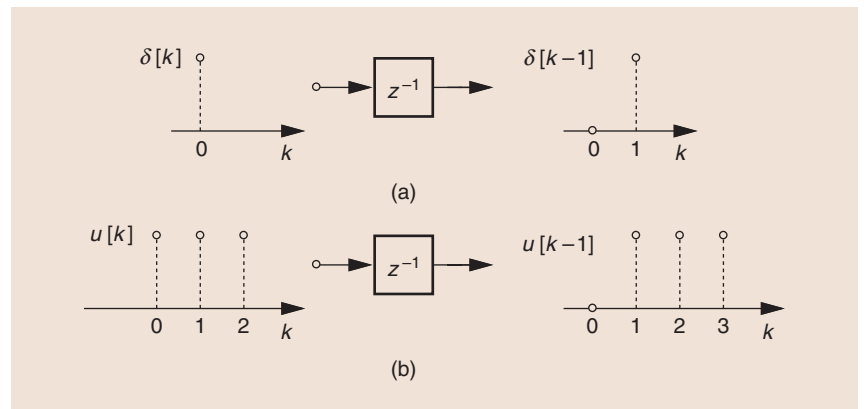 δ[k] z⁻¹ δ[k−1]
0 k 0 1 k
(a)
u[k] z⁻¹ u[k−1]
0 1 2 k 0 1 2 3 k
(b)